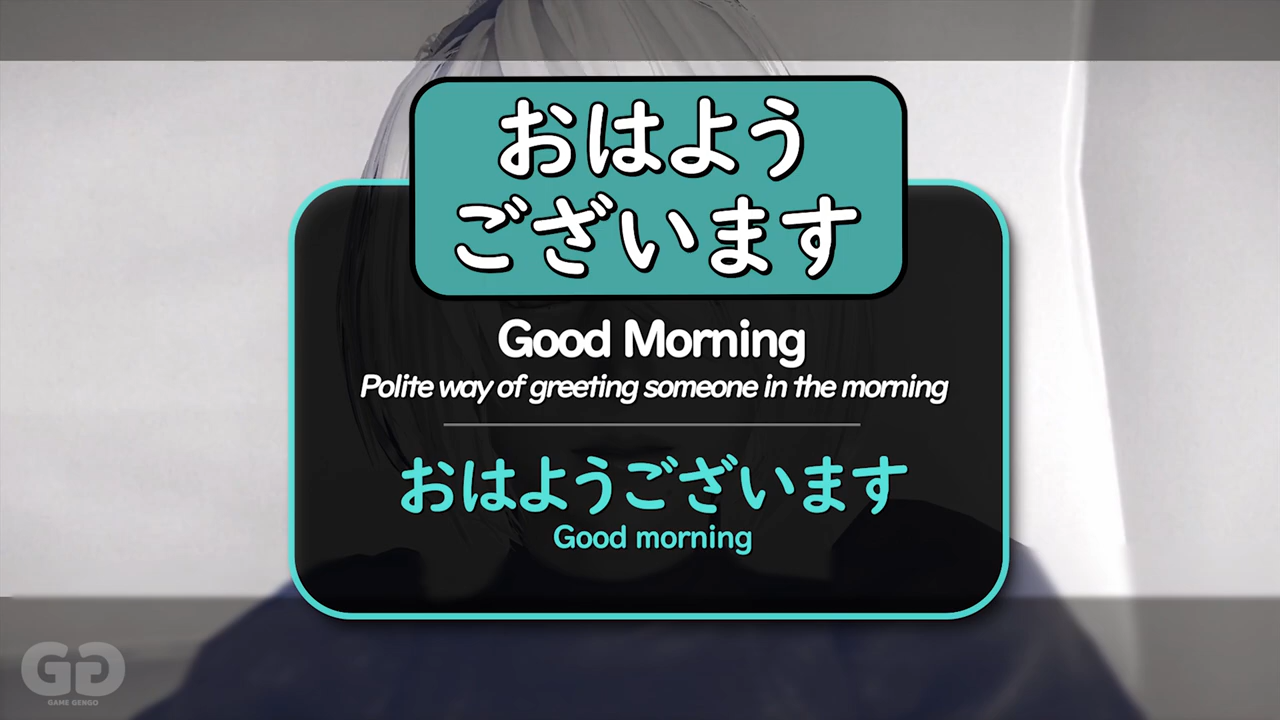 おはよう
ございます
Good Morning
Polite way of greeting someone in the morning
おはようございます
Good morning
GG
GAME GENGO